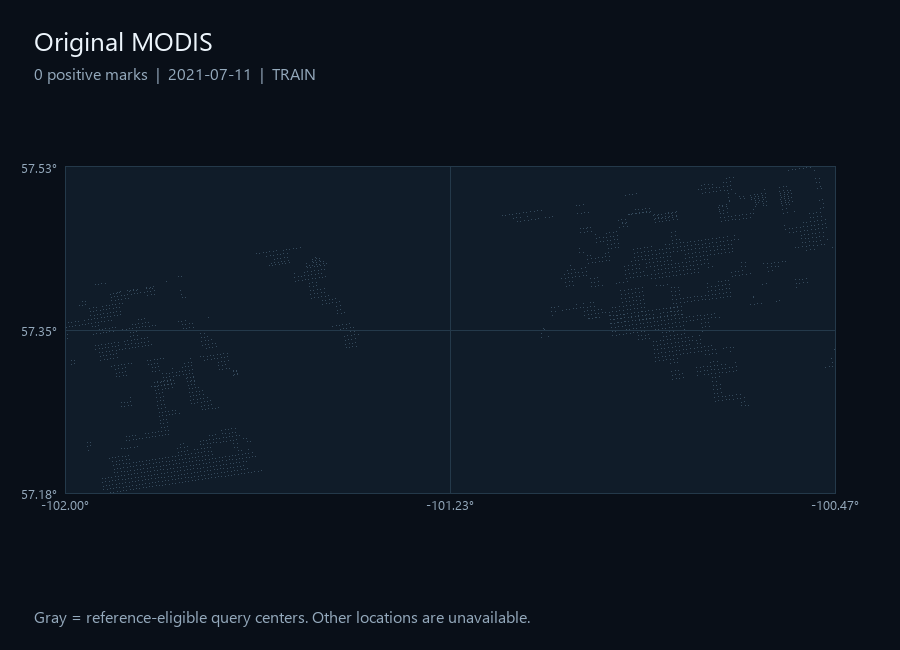 Original MODIS
0 positive marks | 2021-07-11 | TRAIN
57.53°
57.35°
57.18°
-102.00°
-101.23°
-100.47°
Gray = reference-eligible query centers. Other locations are unavailable.